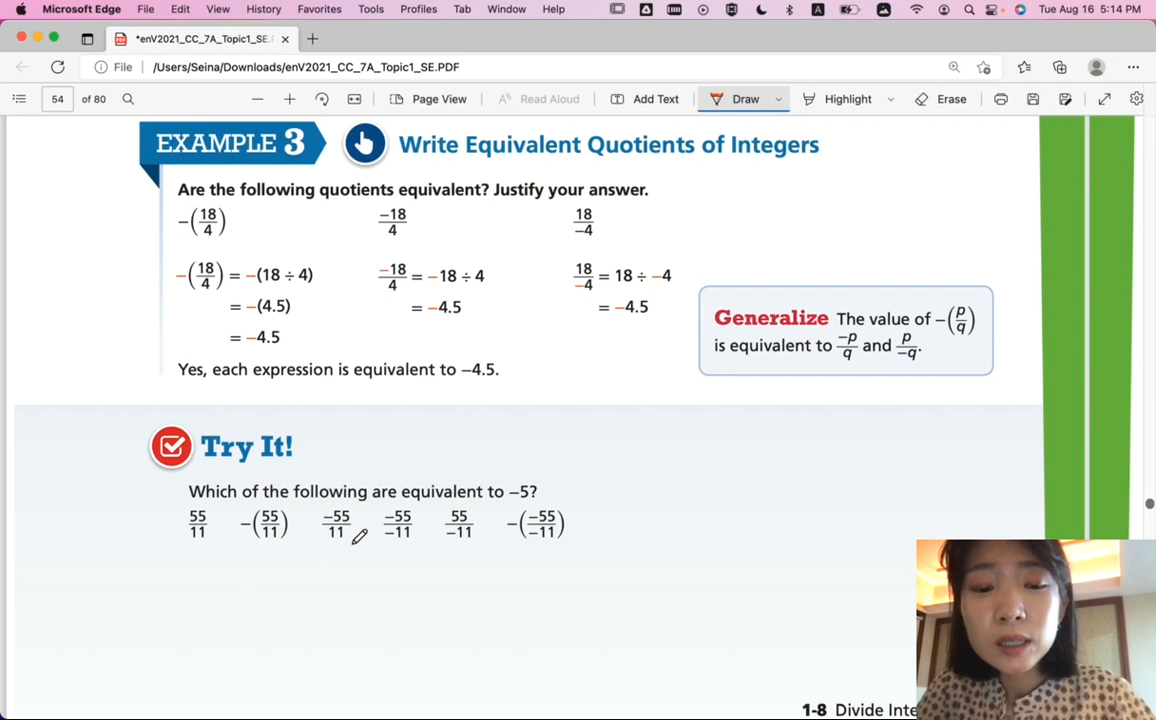 Microsoft Edge File Edit View History Favorites Tools Profiles Tab Window Help Tue Aug 16 5:14 PM
*enV2021_CC_7A_Topic1_SE.F
File /Users/Seina/Downloads/enV2021_CC_7A_Topic1_SE.PDF
54 of 80 Page View Read Aloud Add Text Draw Highlight Erase
EXAMPLE 3 Write Equivalent Quotients of Integers
Are the following quotients equivalent? Justify your answer.
−(18/4) −18/4 18/−4
−(18/4) = −(18 ÷ 4) −18/4 = −18 ÷ 4 18/−4 = 18 ÷ −4
= −(4.5) = −4.5 = −4.5
= −4.5
Yes, each expression is equivalent to −4.5.
Generalize The value of −(p/q)
is equivalent to −p/q and p/−q.
Try It!
Which of the following are equivalent to −5?
55/11 −(55/11) −55/11 −55/−11 55/−11 −(−55/−11)
1-8 Divide Inte